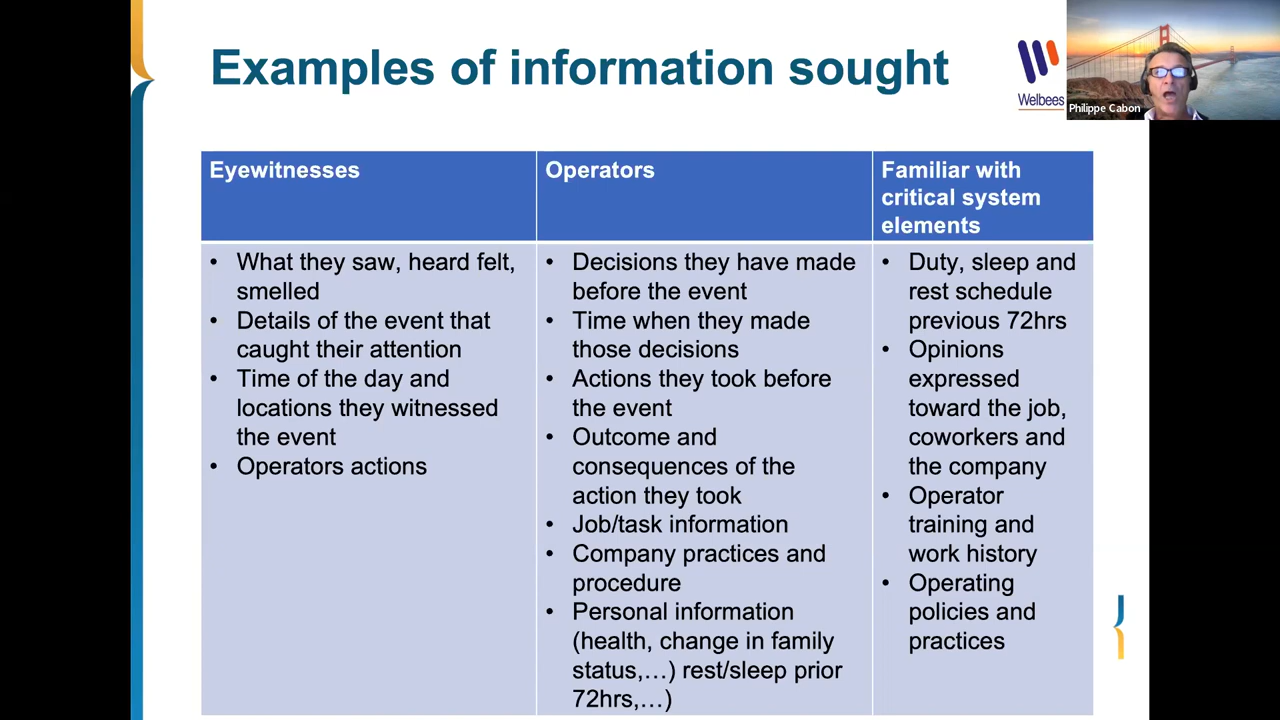 Examples of information sought
Welbees
Philippe Cabon
Eyewitnesses
Operators
Familiar with
critical system
elements
• What they saw, heard felt,
smelled
• Details of the event that
caught their attention
• Time of the day and
locations they witnessed
the event
• Operators actions
• Decisions they have made
before the event
• Time when they made
those decisions
• Actions they took before
the event
• Outcome and
consequences of the
action they took
• Job/task information
• Company practices and
procedure
• Personal information
(health, change in family
status,...) rest/sleep prior
72hrs,...)
• Duty, sleep and
rest schedule
previous 72hrs
• Opinions
expressed
toward the job,
coworkers and
the company
• Operator
training and
work history
• Operating
policies and
practices